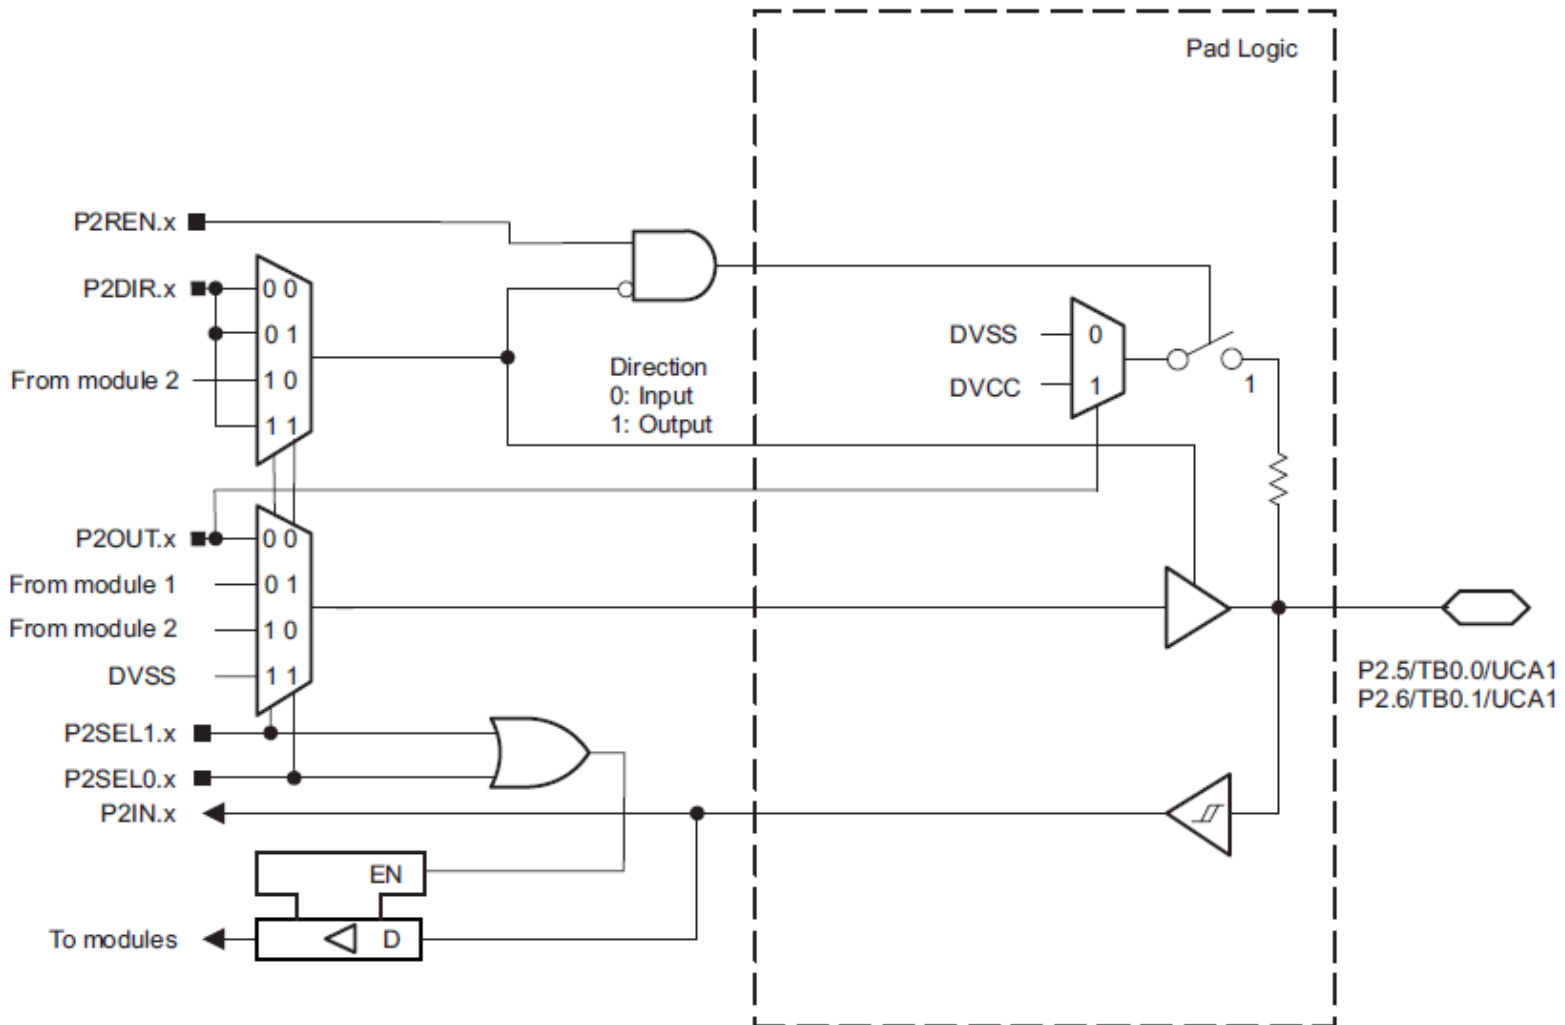 Pad Logic
P2REN.x
P2DIR.x
0 0
0 1
From module 2
1 0
1 1
Direction
0: Input
1: Output
DVSS
0
DVCC
1
1
P2OUT.x
0 0
From module 1
0 1
From module 2
1 0
DVSS
1 1
P2SEL1.x
P2SEL0.x
P2IN.x
EN
To modules
D
P2.5/TB0.0/UCA1
P2.6/TB0.1/UCA1